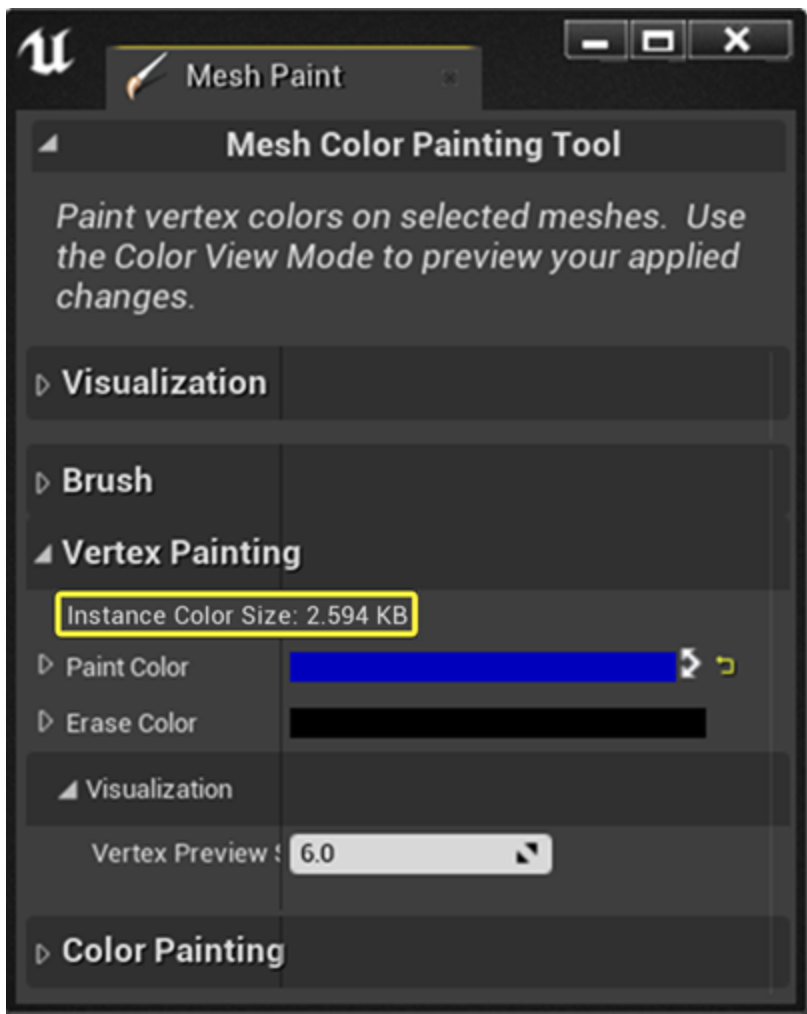 Mesh Paint
Mesh Color Painting Tool
Paint vertex colors on selected meshes. Use
the Color View Mode to preview your applied
changes.
Visualization
Brush
Vertex Painting
Instance Color Size: 2.594 KB
Paint Color
Erase Color
Visualization
Vertex Preview S 6.0
Color Painting